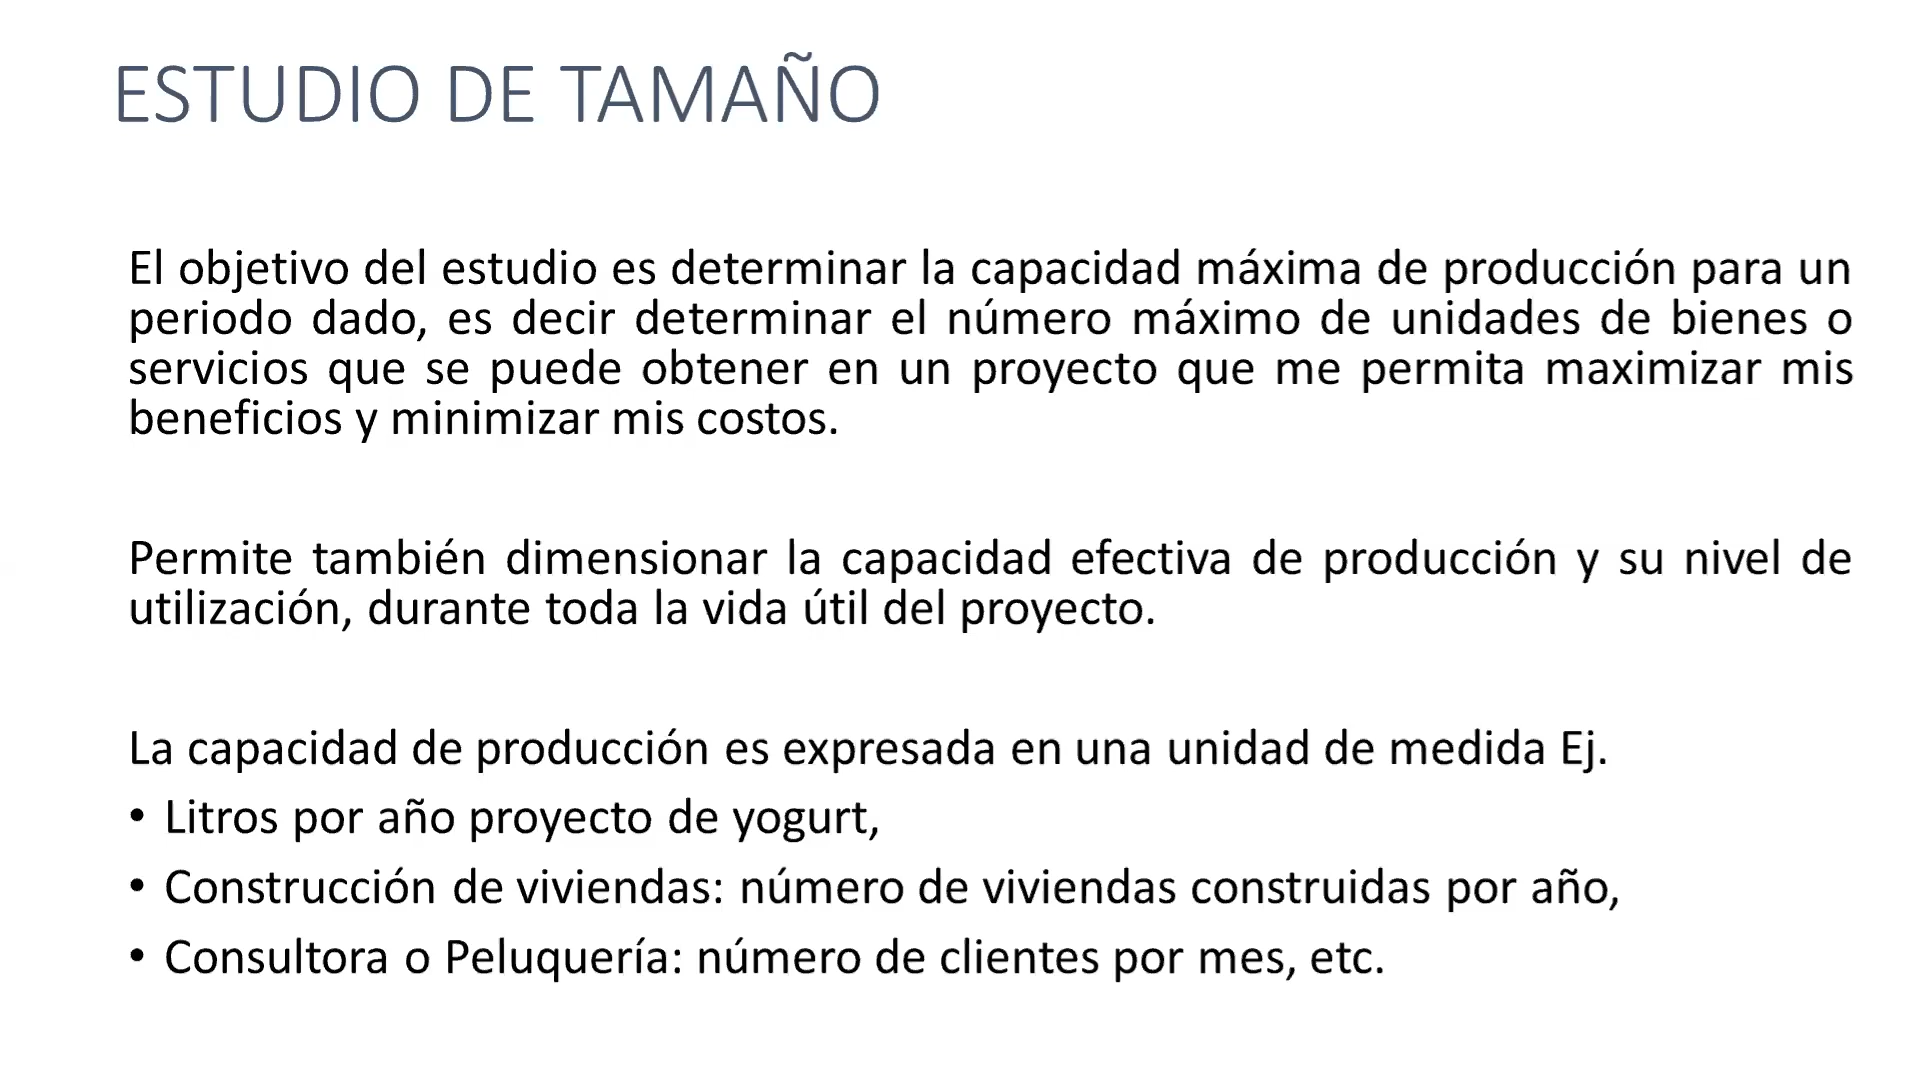 ESTUDIO DE TAMAÑO
El objetivo del estudio es determinar la capacidad máxima de producción para un
periodo dado, es decir determinar el número máximo de unidades de bienes o
servicios que se puede obtener en un proyecto que me permita maximizar mis
beneficios y minimizar mis costos.
Permite también dimensionar la capacidad efectiva de producción y su nivel de
utilización, durante toda la vida útil del proyecto.
La capacidad de producción es expresada en una unidad de medida Ej.
• Litros por año proyecto de yogurt,
• Construcción de viviendas: número de viviendas construidas por año,
• Consultora o Peluquería: número de clientes por mes, etc.